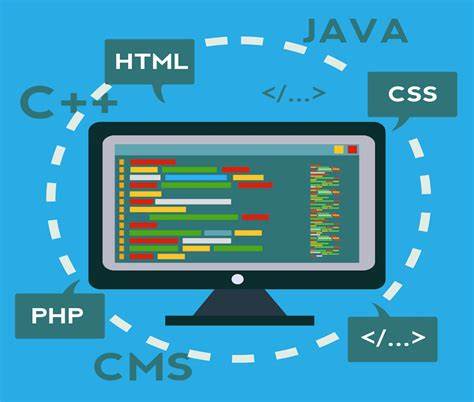 JAVA
HTML
C++
</...>
CSS
PHP
</...>
CMS